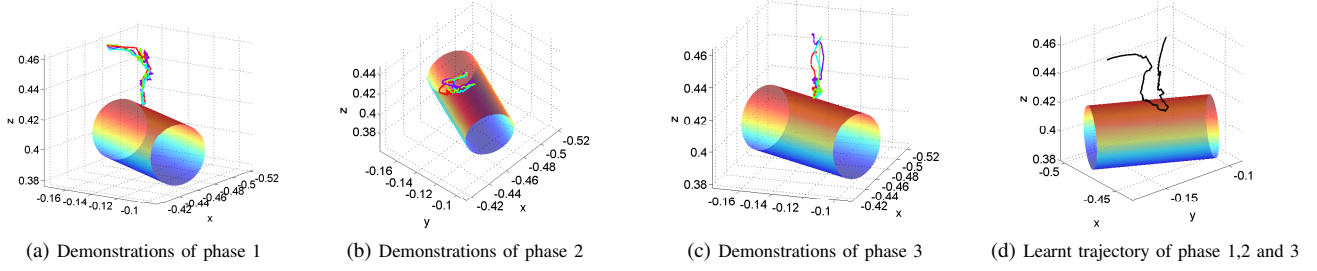 0.46
0.44
z 0.42
0.4
0.38
-0.16 -0.14 -0.12 -0.1
-0.52
-0.5
-0.48
-0.46
-0.44
-0.42
x
(a) Demonstrations of phase 1
0.44
0.42
z
0.4
0.38
-0.16
-0.14
-0.12
-0.1
y
-0.52
-0.5
-0.48
-0.46
-0.44
-0.42
x
(b) Demonstrations of phase 2
0.46
0.44
z 0.42
0.4
0.38
-0.16 -0.14 -0.12 -0.1
-0.52
-0.5
-0.48
-0.46
-0.44
-0.42
x
(c) Demonstrations of phase 3
0.46
0.44
z 0.42
0.4
0.38
-0.5
-0.45
x
-0.15
-0.1
y
(d) Learnt trajectory of phase 1,2 and 3